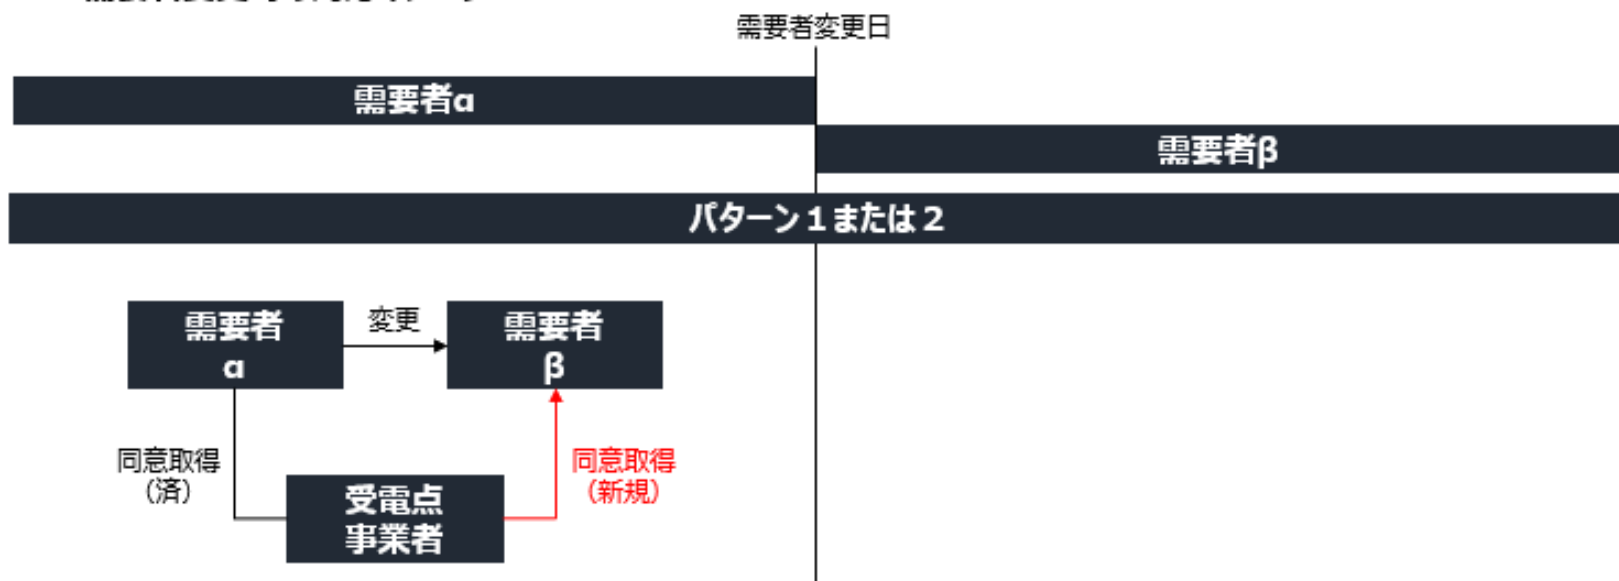 需要者変更日
需要者α
需要者β
パターン１または２
需要者
α
変更
需要者
β
同意取得
（済）
同意取得
（新規）
受電点
事業者